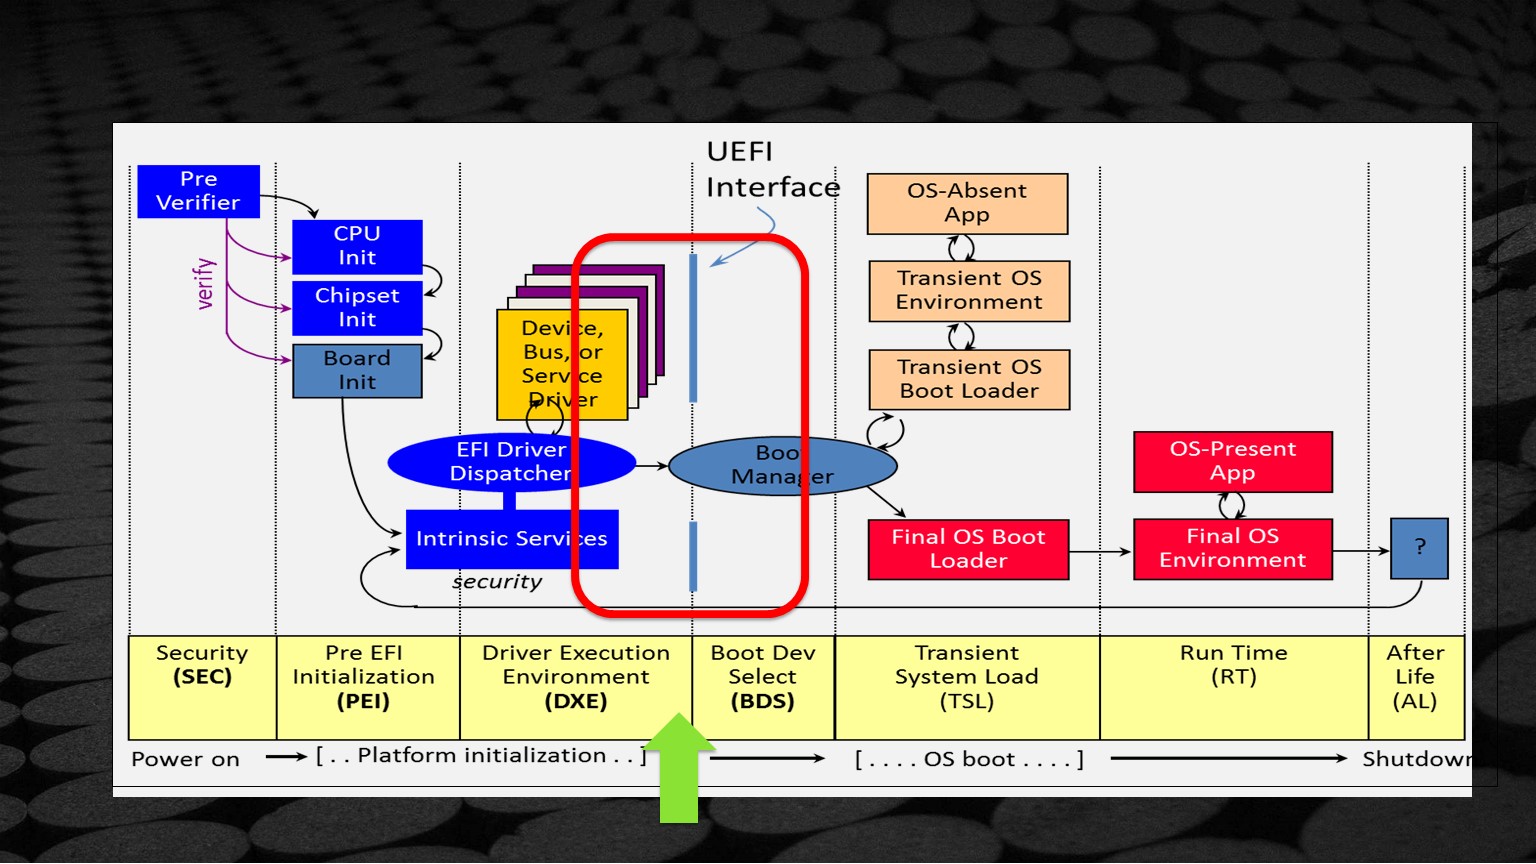 UEFI
Interface
Pre
Verifier
verify
CPU
Init
Chipset
Init
Board
Init
Device,
Bus, or
Service
Driver
EFI Driver
Dispatcher
Intrinsic Services
security
Boot
Manager
OS-Absent
App
Transient OS
Environment
Transient OS
Boot Loader
Final OS Boot
Loader
OS-Present
App
Final OS
Environment
?
Security
(SEC)
Pre EFI
Initialization
(PEI)
Driver Execution
Environment
(DXE)
Boot Dev
Select
(BDS)
Transient
System Load
(TSL)
Run Time
(RT)
After
Life
(AL)
Power on
[ . . Platform initialization . . ]
[ . . . . OS boot . . . . ]
Shutdown